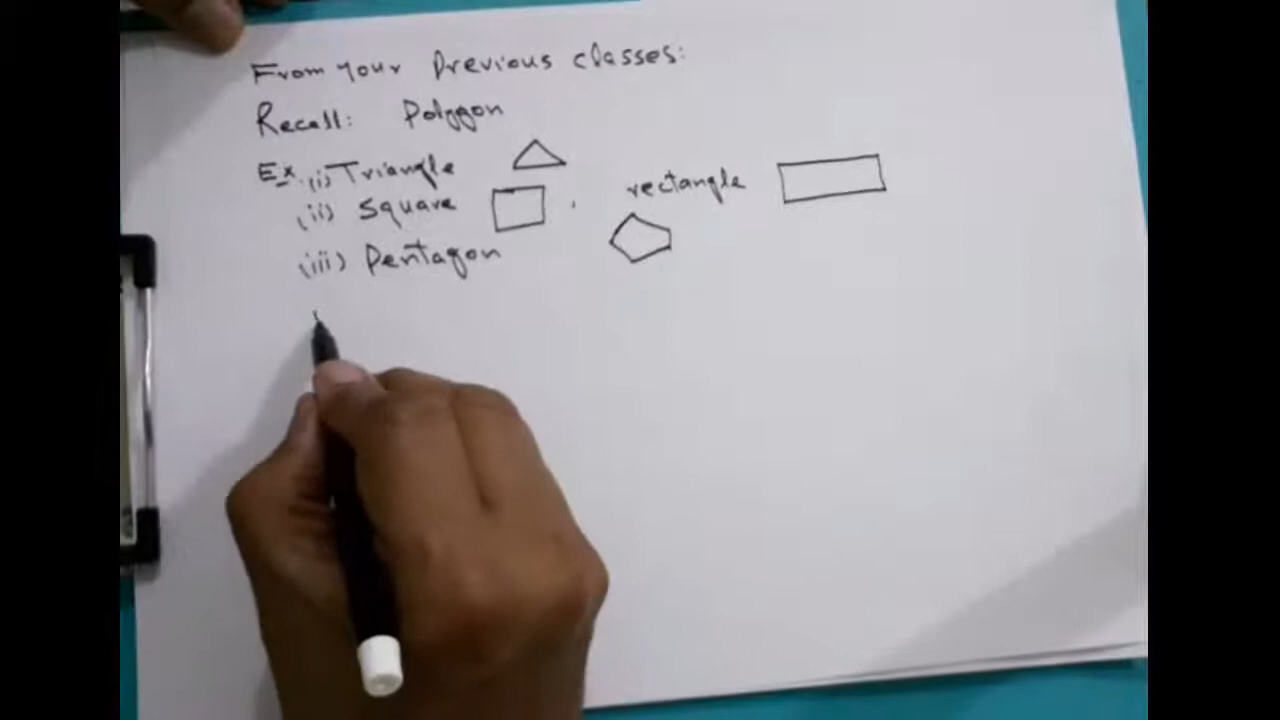 From your Previous classes:
Recall: Polygon
Ex. (i) Triangle
(ii) Square , rectangle
(iii) Pentagon